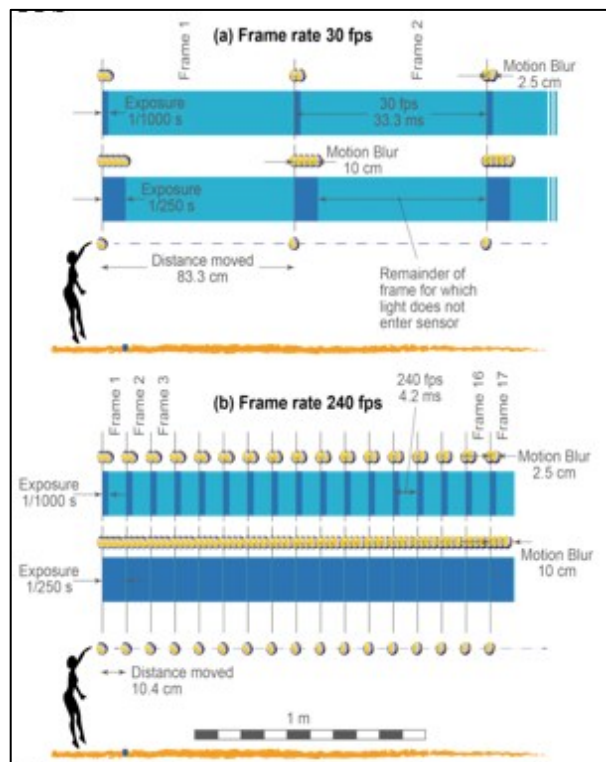 (a) Frame rate 30 fps
Frame 1
Frame 2
Motion Blur
2.5 cm
Exposure
1/1000 s
30 fps
33.3 ms
Motion Blur
10 cm
Exposure
1/250 s
Distance moved
83.3 cm
Remainder of
frame for which
light does not
enter sensor
Frame 1
Frame 2
Frame 3
(b) Frame rate 240 fps
240 fps
4.2 ms
Frame 16
Frame 17
Motion Blur
2.5 cm
Exposure
1/1000 s
Motion Blur
10 cm
Exposure
1/250 s
Distance moved
10.4 cm
1 m